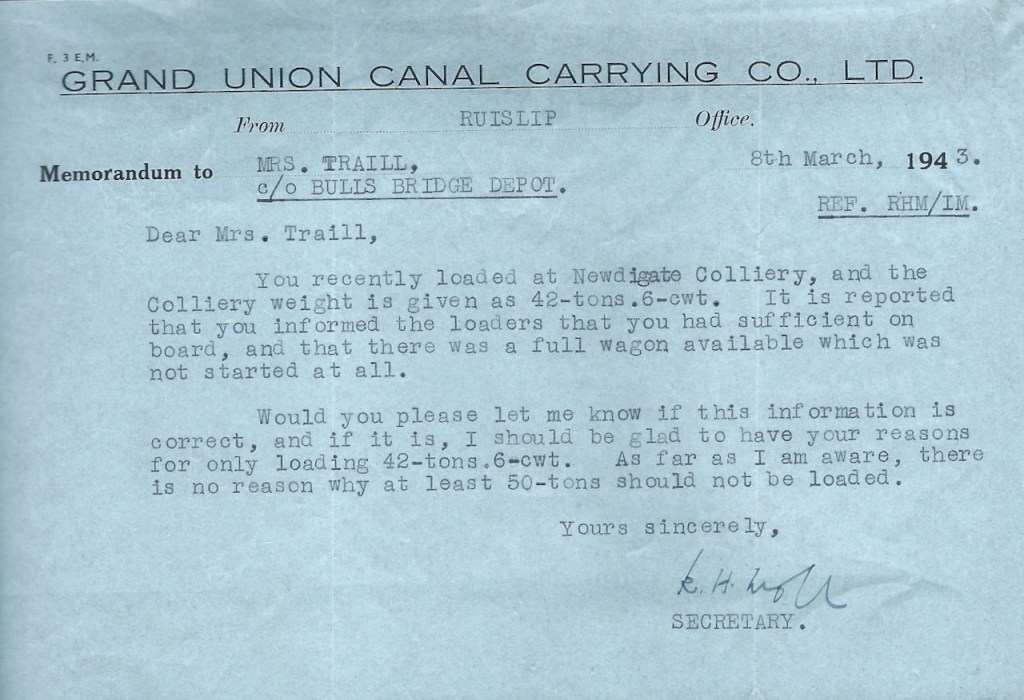 F. 3 E.M.
GRAND UNION CANAL CARRYING CO., LTD.
From RUISLIP Office.
Memorandum to MRS. TRAILL, 8th March, 1943.
c/o BULLS BRIDGE DEPOT.
REF. RHM/IM.
Dear Mrs. Traill,
You recently loaded at Newdigate Colliery, and the
Colliery weight is given as 42-tons.6-cwt. It is reported
that you informed the loaders that you had sufficient on
board, and that there was a full wagon available which was
not started at all.
Would you please let me know if this information is
correct, and if it is, I should be glad to have your reasons
for only loading 42-tons.6-cwt. As far as I am aware, there
is no reason why at least 50-tons should not be loaded.
Yours sincerely,
R. H.
SECRETARY.